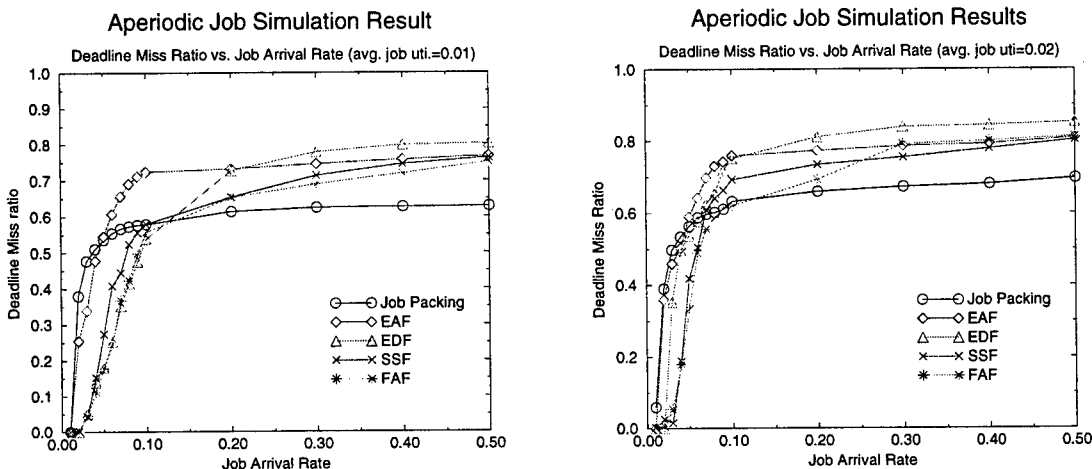 Aperiodic Job Simulation Result
Deadline Miss Ratio vs. Job Arrival Rate (avg. job uti.=0.01)
1.0
0.9
0.8
0.7
0.6
0.5
0.4
0.3
0.2
0.1
0.0
Deadline Miss ratio
Job Packing
EAF
EDF
SSF
FAF
0.00
0.10
0.20
0.30
0.40
0.50
Job Arrival Rate
Aperiodic Job Simulation Results
Deadline Miss Ratio vs. Job Arrival Rate (avg. job uti=0.02)
1.0
0.8
0.6
0.4
0.2
0.0
Deadline Miss Ratio
Job Packing
EAF
EDF
SSF
FAF
0.00
0.10
0.20
0.30
0.40
0.50
Job Arrival Rate